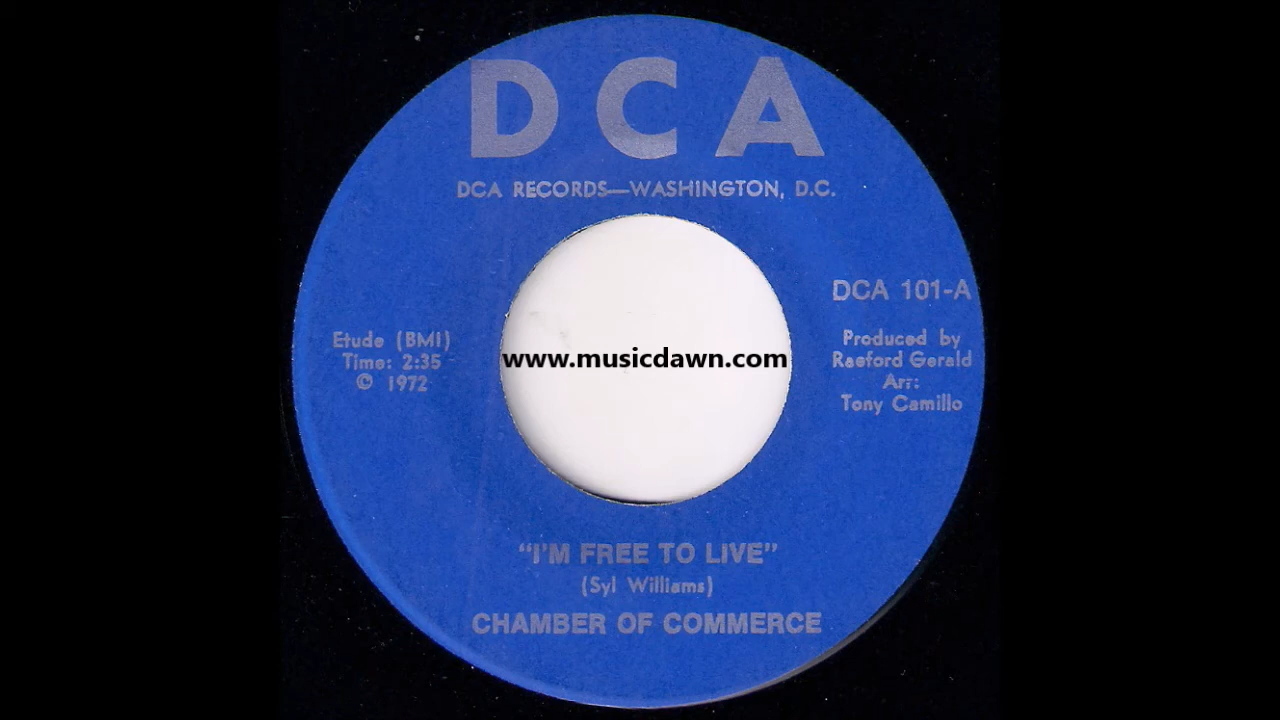 DCA
DCA RECORDS—WASHINGTON, D.C.
DCA 101-A
Etude (BMI)
Time: 2:35
© 1972
Produced by
Raeford Gerald
Arr:
Tony Camillo
www.musicdawn.com
"I'M FREE TO LIVE"
(Syl Williams)
CHAMBER OF COMMERCE